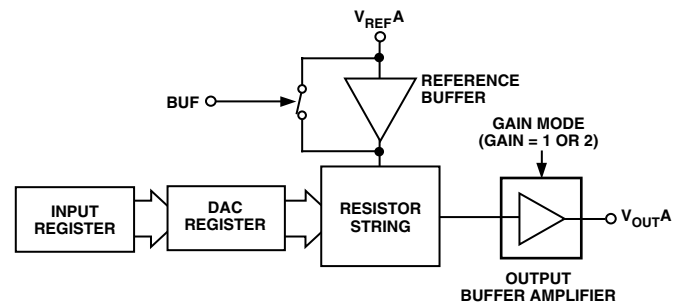 VREFA
REFERENCE
BUFFER
BUF
GAIN MODE
(GAIN = 1 OR 2)
INPUT
REGISTER
DAC
REGISTER
RESISTOR
STRING
VOUTA
OUTPUT
BUFFER AMPLIFIER